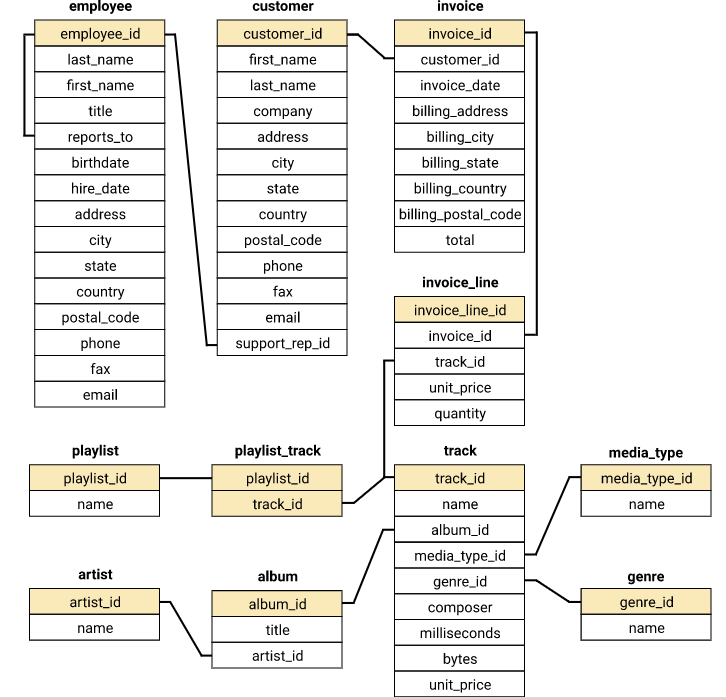 employee
employee_id
last_name
first_name
title
reports_to
birthdate
hire_date
address
city
state
country
postal_code
phone
fax
email
customer
customer_id
first_name
last_name
company
address
city
state
country
postal_code
phone
fax
email
support_rep_id
invoice
invoice_id
customer_id
invoice_date
billing_address
billing_city
billing_state
billing_country
billing_postal_code
total
invoice_line
invoice_line_id
invoice_id
track_id
unit_price
quantity
playlist
playlist_id
name
playlist_track
playlist_id
track_id
track
track_id
name
album_id
media_type_id
genre_id
composer
milliseconds
bytes
unit_price
media_type
media_type_id
name
artist
artist_id
name
album
album_id
title
artist_id
genre
genre_id
name